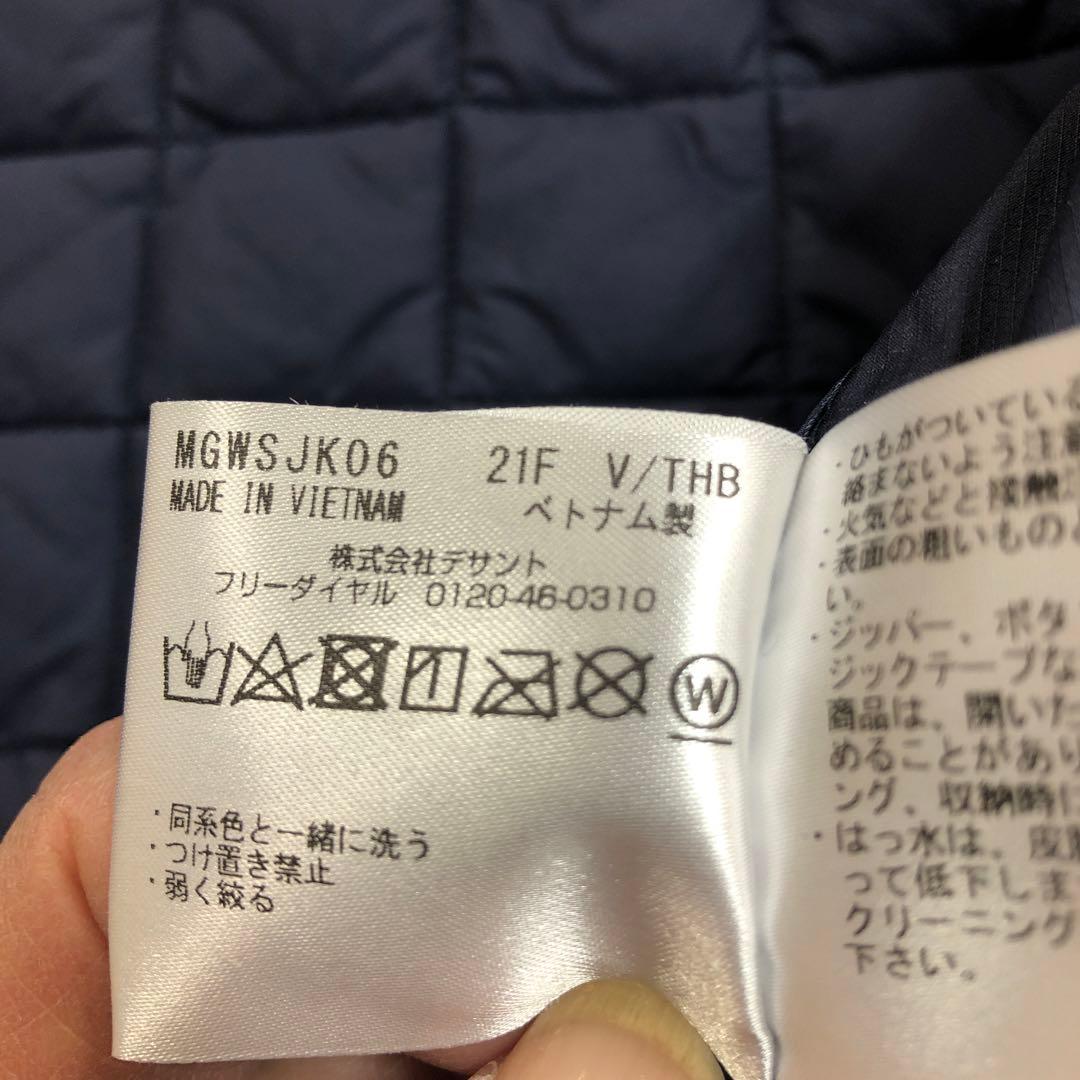 MGWSJK06 21F V/THB
MADE IN VIETNAM ベトナム製
株式会社デサント
フリーダイヤル 0120-46-0310
W
・同系色と一緒に洗う
・つけ置き禁止
・弱く絞る
・ひもがついている
絡まないよう注意
・火気などと接触
・表面の粗いものと
い。
・ジッパー、ボタ
ジックテープな
商品は、開いた
めることがあり
ング、収納時に
・はっ水は、皮脂
って低下しま
クリーニング
下さい。